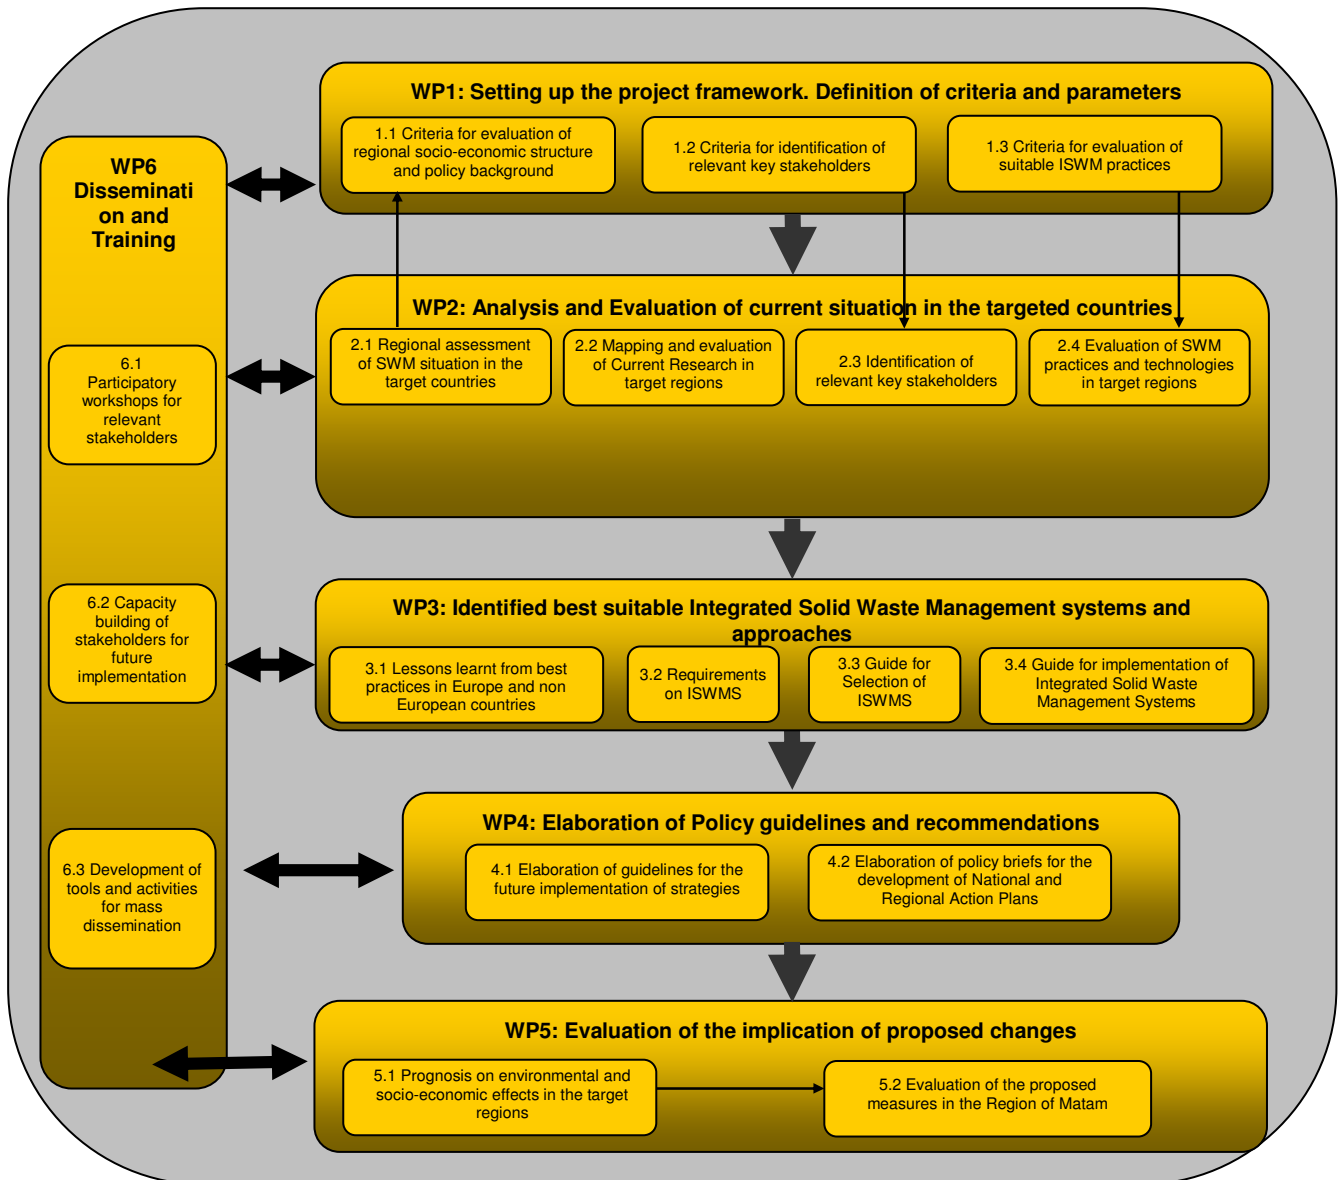 WP1: Setting up the project framework. Definition of criteria and parameters
1.1 Criteria for evaluation of
regional socio-economic structure
and policy background
1.2 Criteria for identification of
relevant key stakeholders
1.3 Criteria for evaluation of
suitable ISWM practices
WP6
Disseminati
on and
Training
6.1
Participatory
workshops for
relevant
stakeholders
6.2 Capacity
building of
stakeholders for
future
implementation
6.3 Development of
tools and activities
for mass
dissemination
WP2: Analysis and Evaluation of current situation in the targeted countries
2.1 Regional assessment
of SWM situation in the
target countries
2.2 Mapping and evaluation
of Current Research in
target regions
2.3 Identification of
relevant key stakeholders
2.4 Evaluation of SWM
practices and technologies
in target regions
WP3: Identified best suitable Integrated Solid Waste Management systems and
approaches
3.1 Lessons learnt from best
practices in Europe and non
European countries
3.2 Requirements
on ISWMS
3.3 Guide for
Selection of
ISWMS
3.4 Guide for implementation of
Integrated Solid Waste
Management Systems
WP4: Elaboration of Policy guidelines and recommendations
4.1 Elaboration of guidelines for the
future implementation of strategies
4.2 Elaboration of policy briefs for the
development of National and
Regional Action Plans
WP5: Evaluation of the implication of proposed changes
5.1 Prognosis on environmental and
socio-economic effects in the target
regions
5.2 Evaluation of the proposed
measures in the Region of Matam